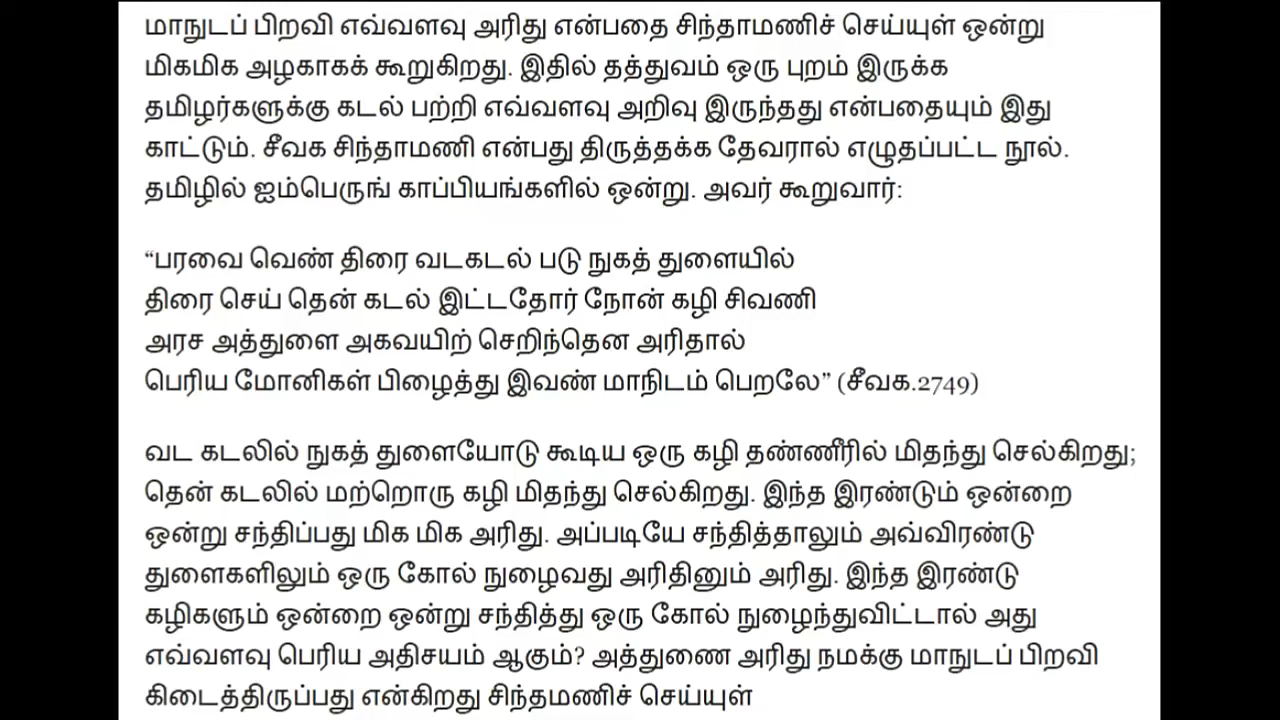 மாநுடப் பிறவி எவ்வளவு அரிது என்பதை சிந்தாமணிச் செய்யுள் ஒன்று
மிகமிக அழகாகக் கூறுகிறது. இதில் தத்துவம் ஒரு புறம் இருக்க
தமிழர்களுக்கு கடல் பற்றி எவ்வளவு அறிவு இருந்தது என்பதையும் இது
காட்டும். சீவக சிந்தாமணி என்பது திருத்தக்க தேவரால் எழுதப்பட்ட நூல்.
தமிழில் ஐம்பெருங் காப்பியங்களில் ஒன்று. அவர் கூறுவார்:
“பரவை வெண் திரை வடகடல் படு நுகத் துளையில்
திரை செய் தென் கடல் இட்டதோர் நோன் கழி சிவணி
அரச அத்துளை அகவயிற் செறிந்தென அரிதால்
பெரிய மோனிகள் பிழைத்து இவண் மாநிடம் பெறலே” (சீவக.2749)
வட கடலில் நுகத் துளையோடு கூடிய ஒரு கழி தண்ணீரில் மிதந்து செல்கிறது;
தென் கடலில் மற்றொரு கழி மிதந்து செல்கிறது. இந்த இரண்டும் ஒன்றை
ஒன்று சந்திப்பது மிக மிக அரிது. அப்படியே சந்தித்தாலும் அவ்விரண்டு
துளைகளிலும் ஒரு கோல் நுழைவது அரிதினும் அரிது. இந்த இரண்டு
கழிகளும் ஒன்றை ஒன்று சந்தித்து ஒரு கோல் நுழைந்துவிட்டால் அது
எவ்வளவு பெரிய அதிசயம் ஆகும்? அத்துணை அரிது நமக்கு மாநுடப் பிறவி
கிடைத்திருப்பது என்கிறது சிந்தமணிச் செய்யுள்